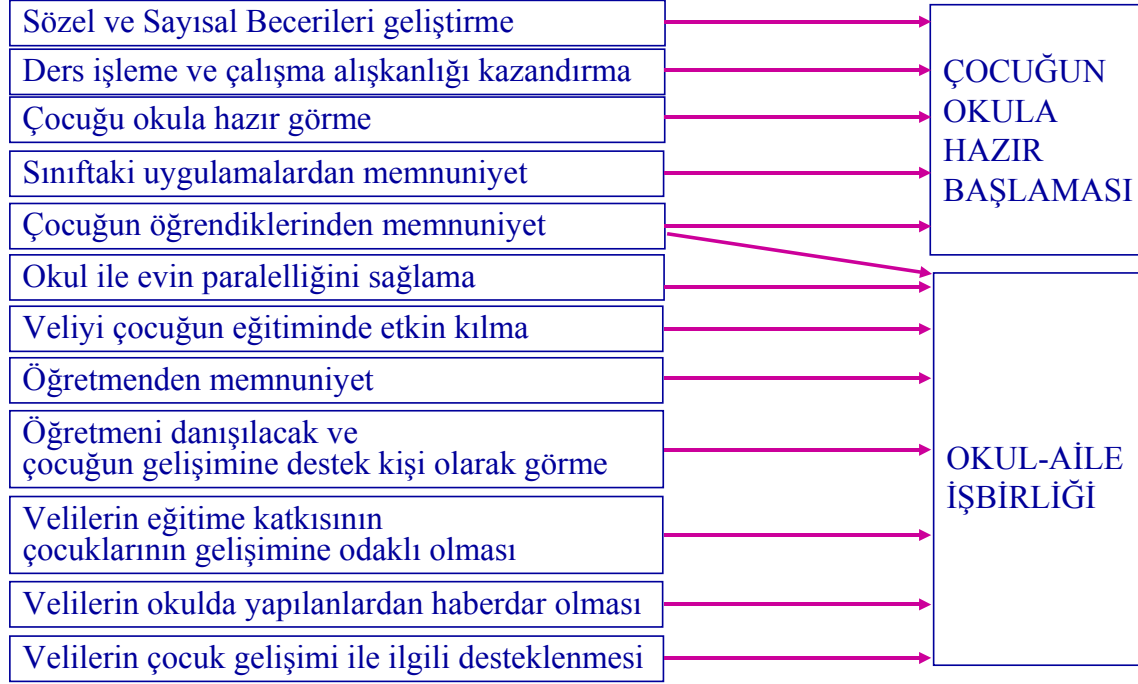 Sözel ve Sayısal Becerileri geliştirme
Ders işleme ve çalışma alışkanlığı kazandırma
Çocuğu okula hazır görme
Sınıftaki uygulamalardan memnuniyet
Çocuğun öğrendiklerinden memnuniyet
Okul ile evin paralelliğini sağlama
Veliyi çocuğun eğitiminde etkin kılma
Öğretmenden memnuniyet
Öğretmeni danışılacak ve
çocuğun gelişimine destek kişi olarak görme
Velilerin eğitime katkısının
çocuklarının gelişimine odaklı olması
Velilerin okulda yapılanlardan haberdar olması
Velilerin çocuk gelişimi ile ilgili desteklenmesi
ÇOCUĞUN
OKULA
HAZIR
BAŞLAMASI
OKUL-AİLE
İŞBİRLİĞİ